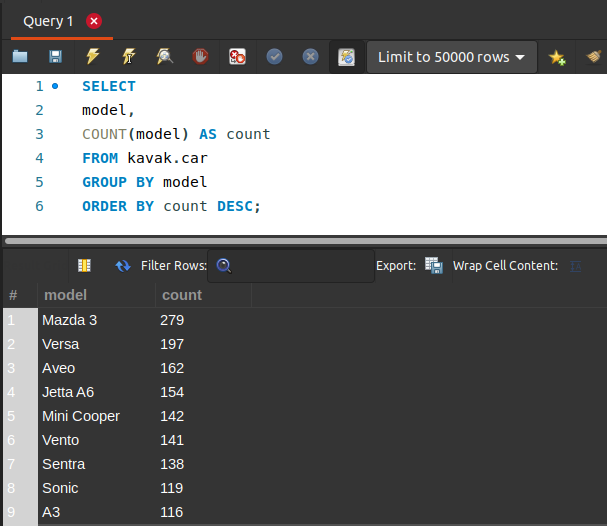 Query 1
Limit to 50000 rows
1 SELECT
2 model,
3 COUNT(model) AS count
4 FROM kavak.car
5 GROUP BY model
6 ORDER BY count DESC;
Filter Rows: Export: Wrap Cell Content:
# model count
1 Mazda 3 279
2 Versa 197
3 Aveo 162
4 Jetta A6 154
5 Mini Cooper 142
6 Vento 141
7 Sentra 138
8 Sonic 119
9 A3 116